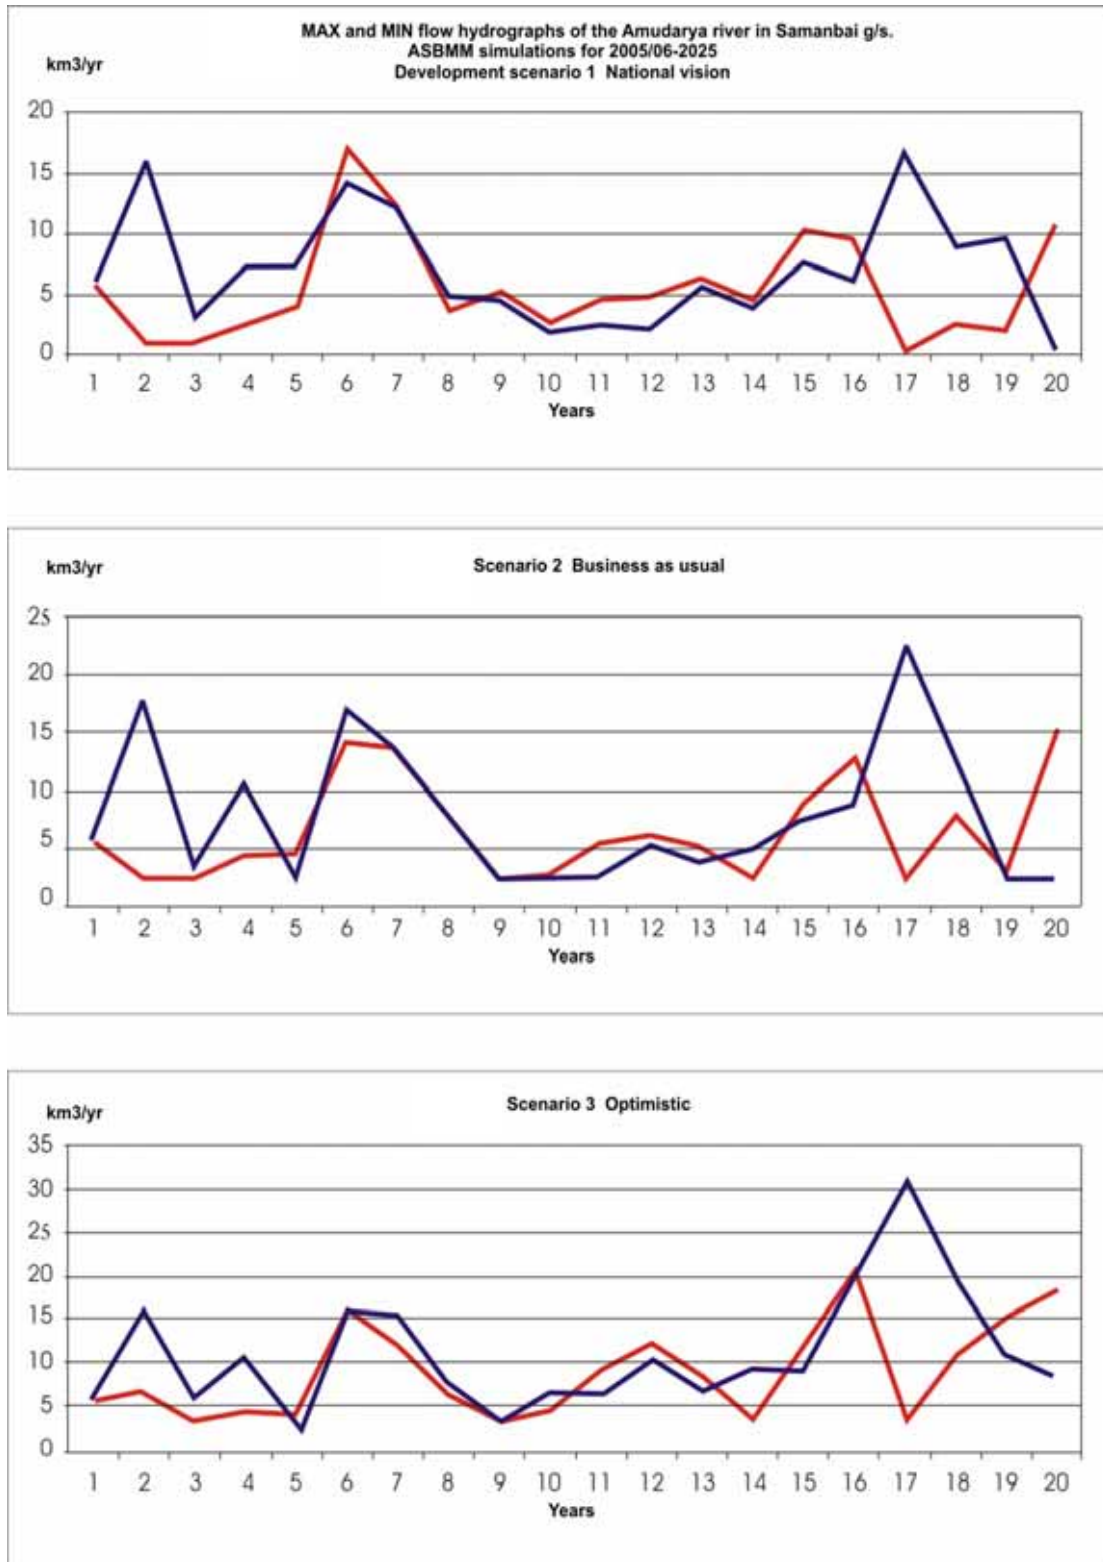 MAX and MIN flow hydrographs of the Amudarya river in Samanbai g/s.
ASBMM simulations for 2005/06-2025
Development scenario 1 National vision
km3/yr
20
15
10
5
0
1 2 3 4 5 6 7 8 9 10 11 12 13 14 15 16 17 18 19 20
Years
Scenario 2 Business as usual
km3/yr
25
20
15
10
5
0
1 2 3 4 5 6 7 8 9 10 11 12 13 14 15 16 17 18 19 20
Years
Scenario 3 Optimistic
km3/yr
35
30
25
20
15
10
5
0
1 2 3 4 5 6 7 8 9 10 11 12 13 14 15 16 17 18 19 20
Years